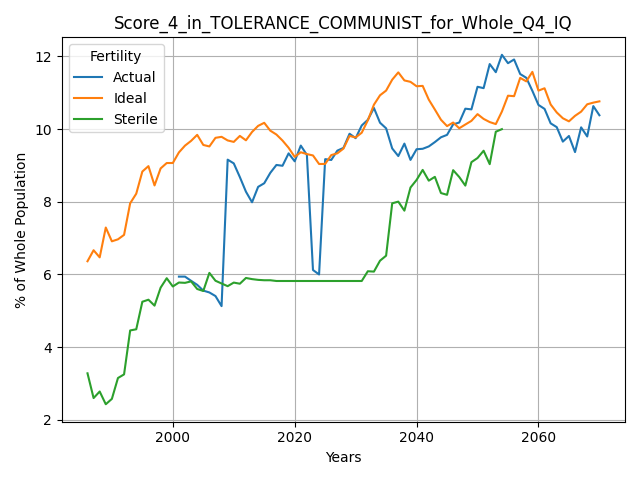 Score_4_in_TOLERANCE_COMMUNIST_for_Whole_Q4_IQ
Fertility
Actual
Ideal
Sterile
% of Whole Population
12
10
8
6
4
2
2000
2020
2040
2060
Years